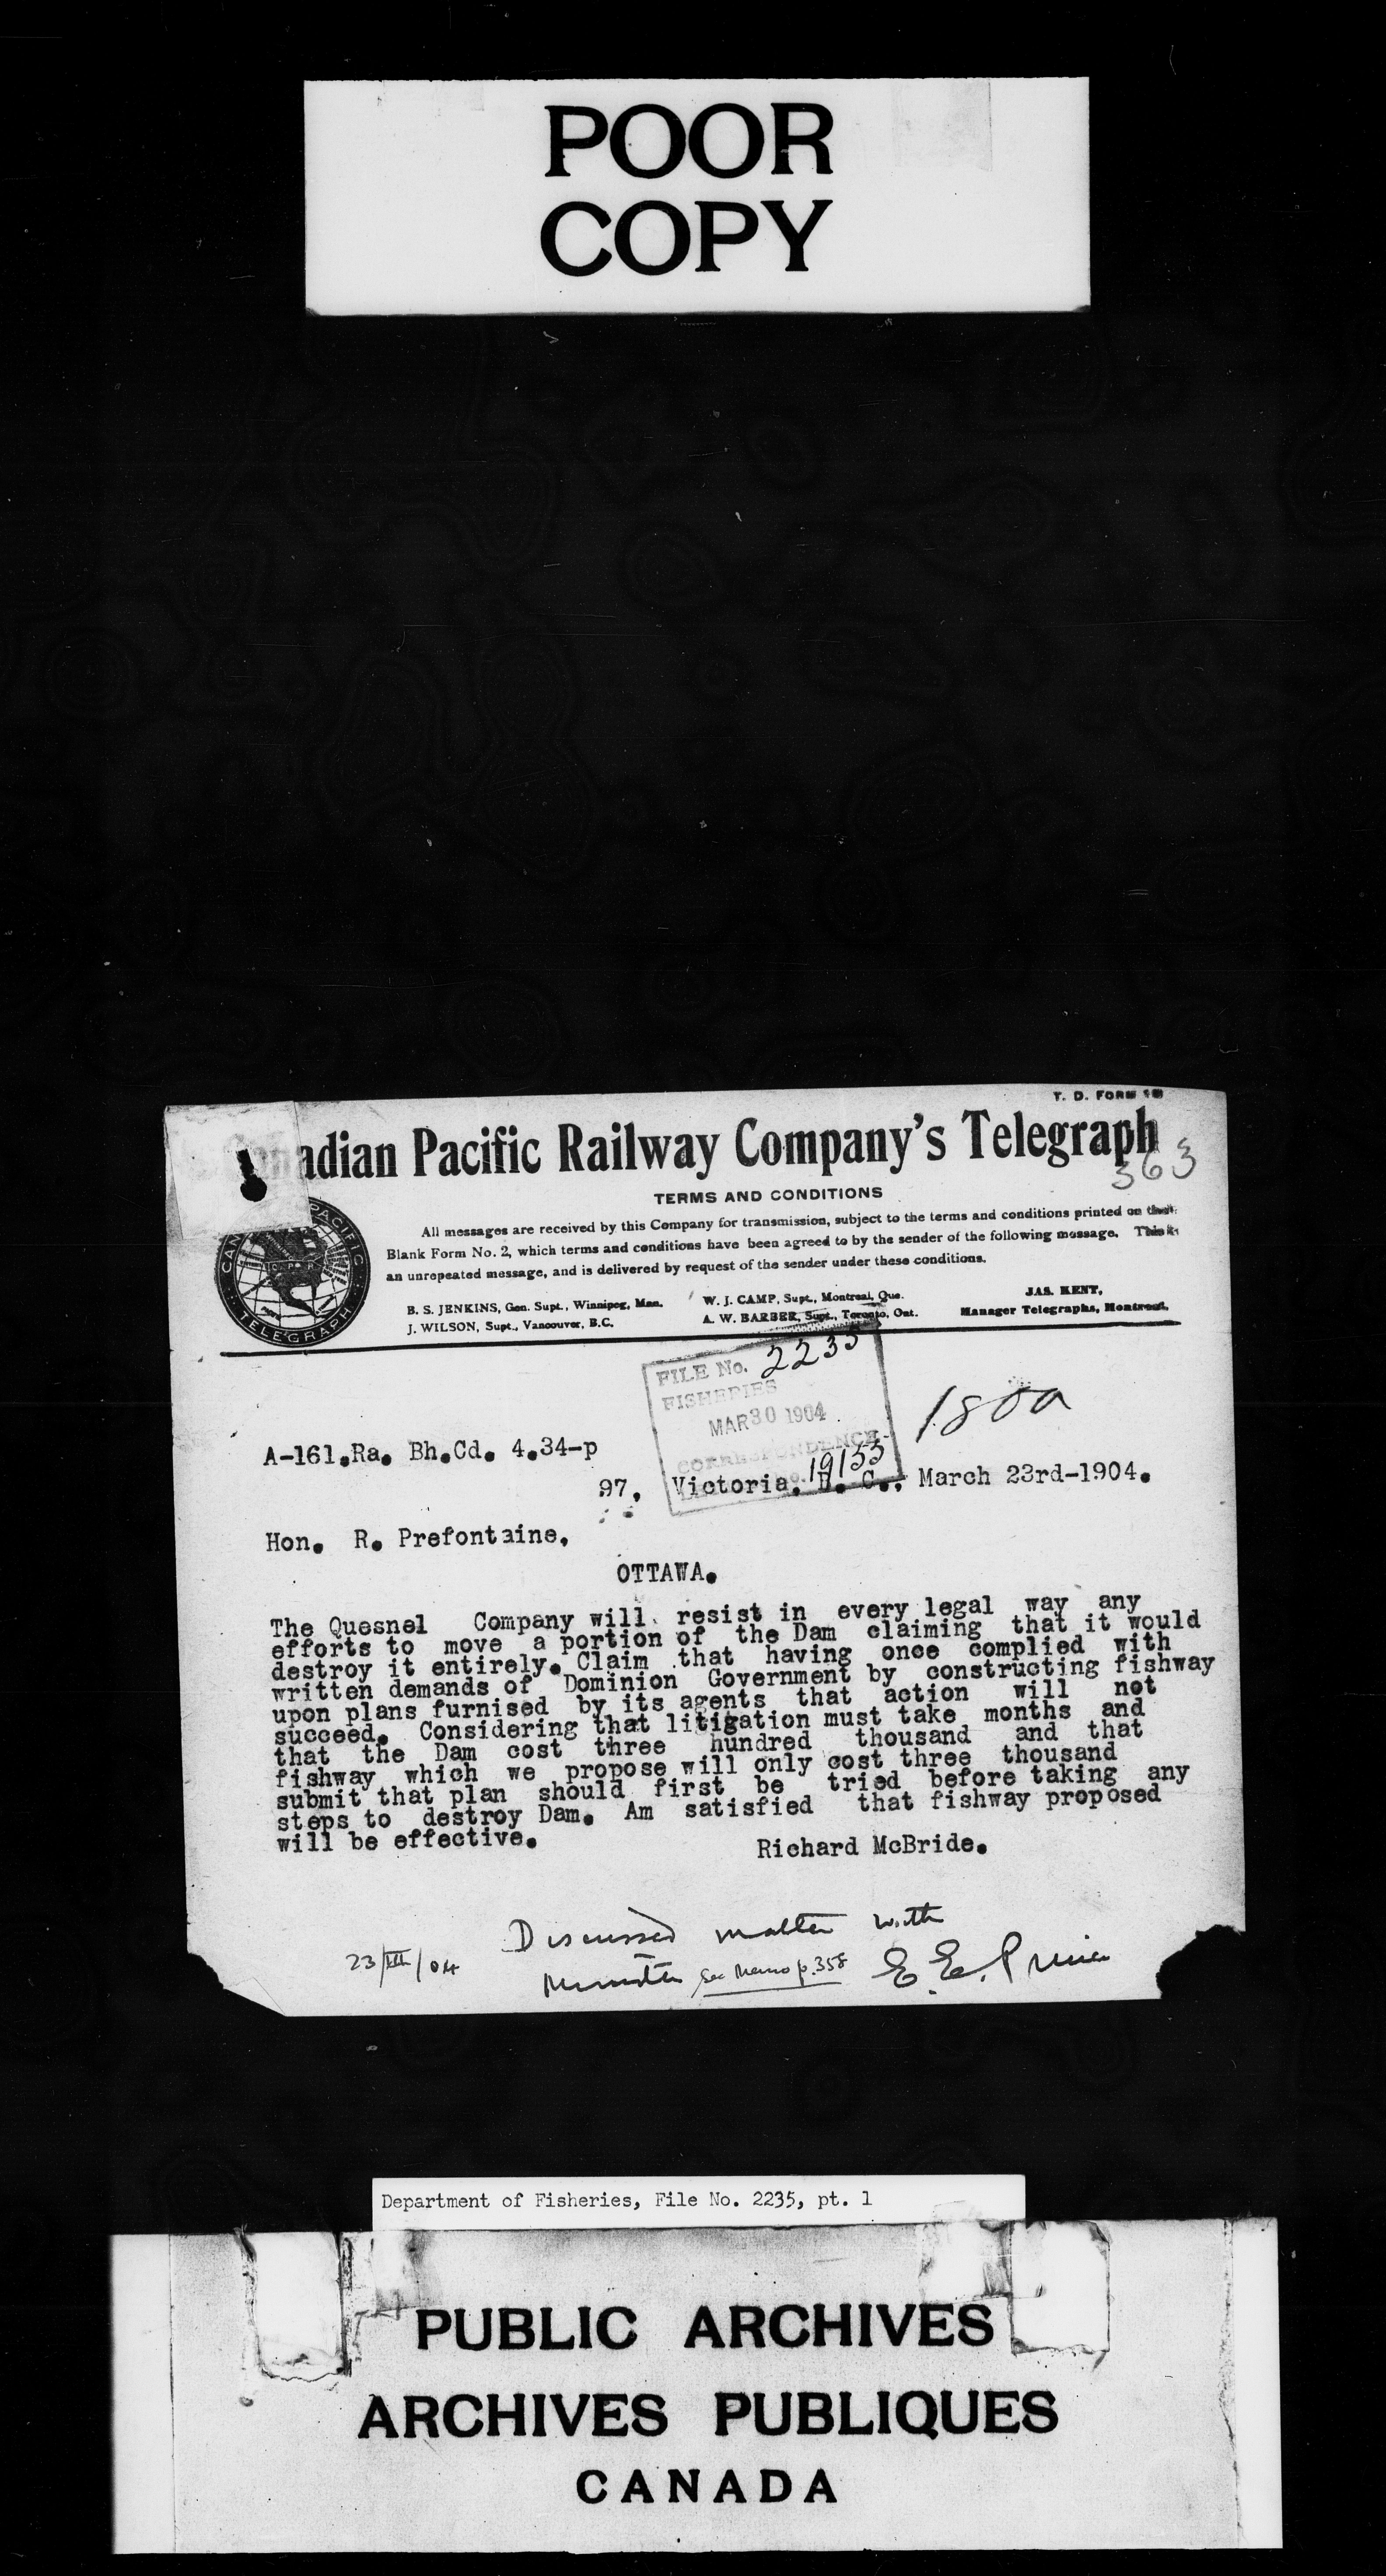 POOR
COPY
T. D. FORM
adian Pacific Railway Company's Telegraph
363
TERMS AND CONDITIONS
All messages are received by this Company for transmission, subject to the terms and conditions printed on their
Blank Form No. 2, which terms and conditions have been agreed to by the sender of the following message. This is
an unrepeated message, and is delivered by request of the sender under these conditions.
B. S. JENKINS, Gen. Supt., Winnipeg, Man.
J. WILSON, Supt., Vancouver, B.C.
W. J. CAMP, Supt., Montreal, Que.
A. W. BARBER, Supt., Toronto, Ont.
JAS. KENT,
Manager Telegraphs, Montreal.
PACIFIC
TELEGRAPH
FILE No. 2235
FISHERIES
MAR 30 1904
CORRESPONDENCE
No. 19133
A-161.Ra. Bh.Cd. 4.34-p
97, Victoria. B. C., March 23rd-1904.
Hon. R. Prefontaine,
OTTAWA.
The Quesnel Company will resist in every legal way any
efforts to move a portion of the Dam claiming that it would
destroy it entirely. Claim that having once complied with
written demands of Dominion Government by constructing fishway
upon plans furnised by its agents that action will not
succeed. Considering that litigation must take months and
that the Dam cost three hundred thousand and that
fishway which we propose will only cost three thousand
submit that plan should first be tried before taking any
steps to destroy Dam. Am satisfied that fishway proposed
will be effective.
Richard McBride.
Discussed matter with
23/III/04 Minister See Memo p. 358 E. E. Prince
Department of Fisheries, File No. 2235, pt. 1
PUBLIC ARCHIVES
ARCHIVES PUBLIQUES
CANADA